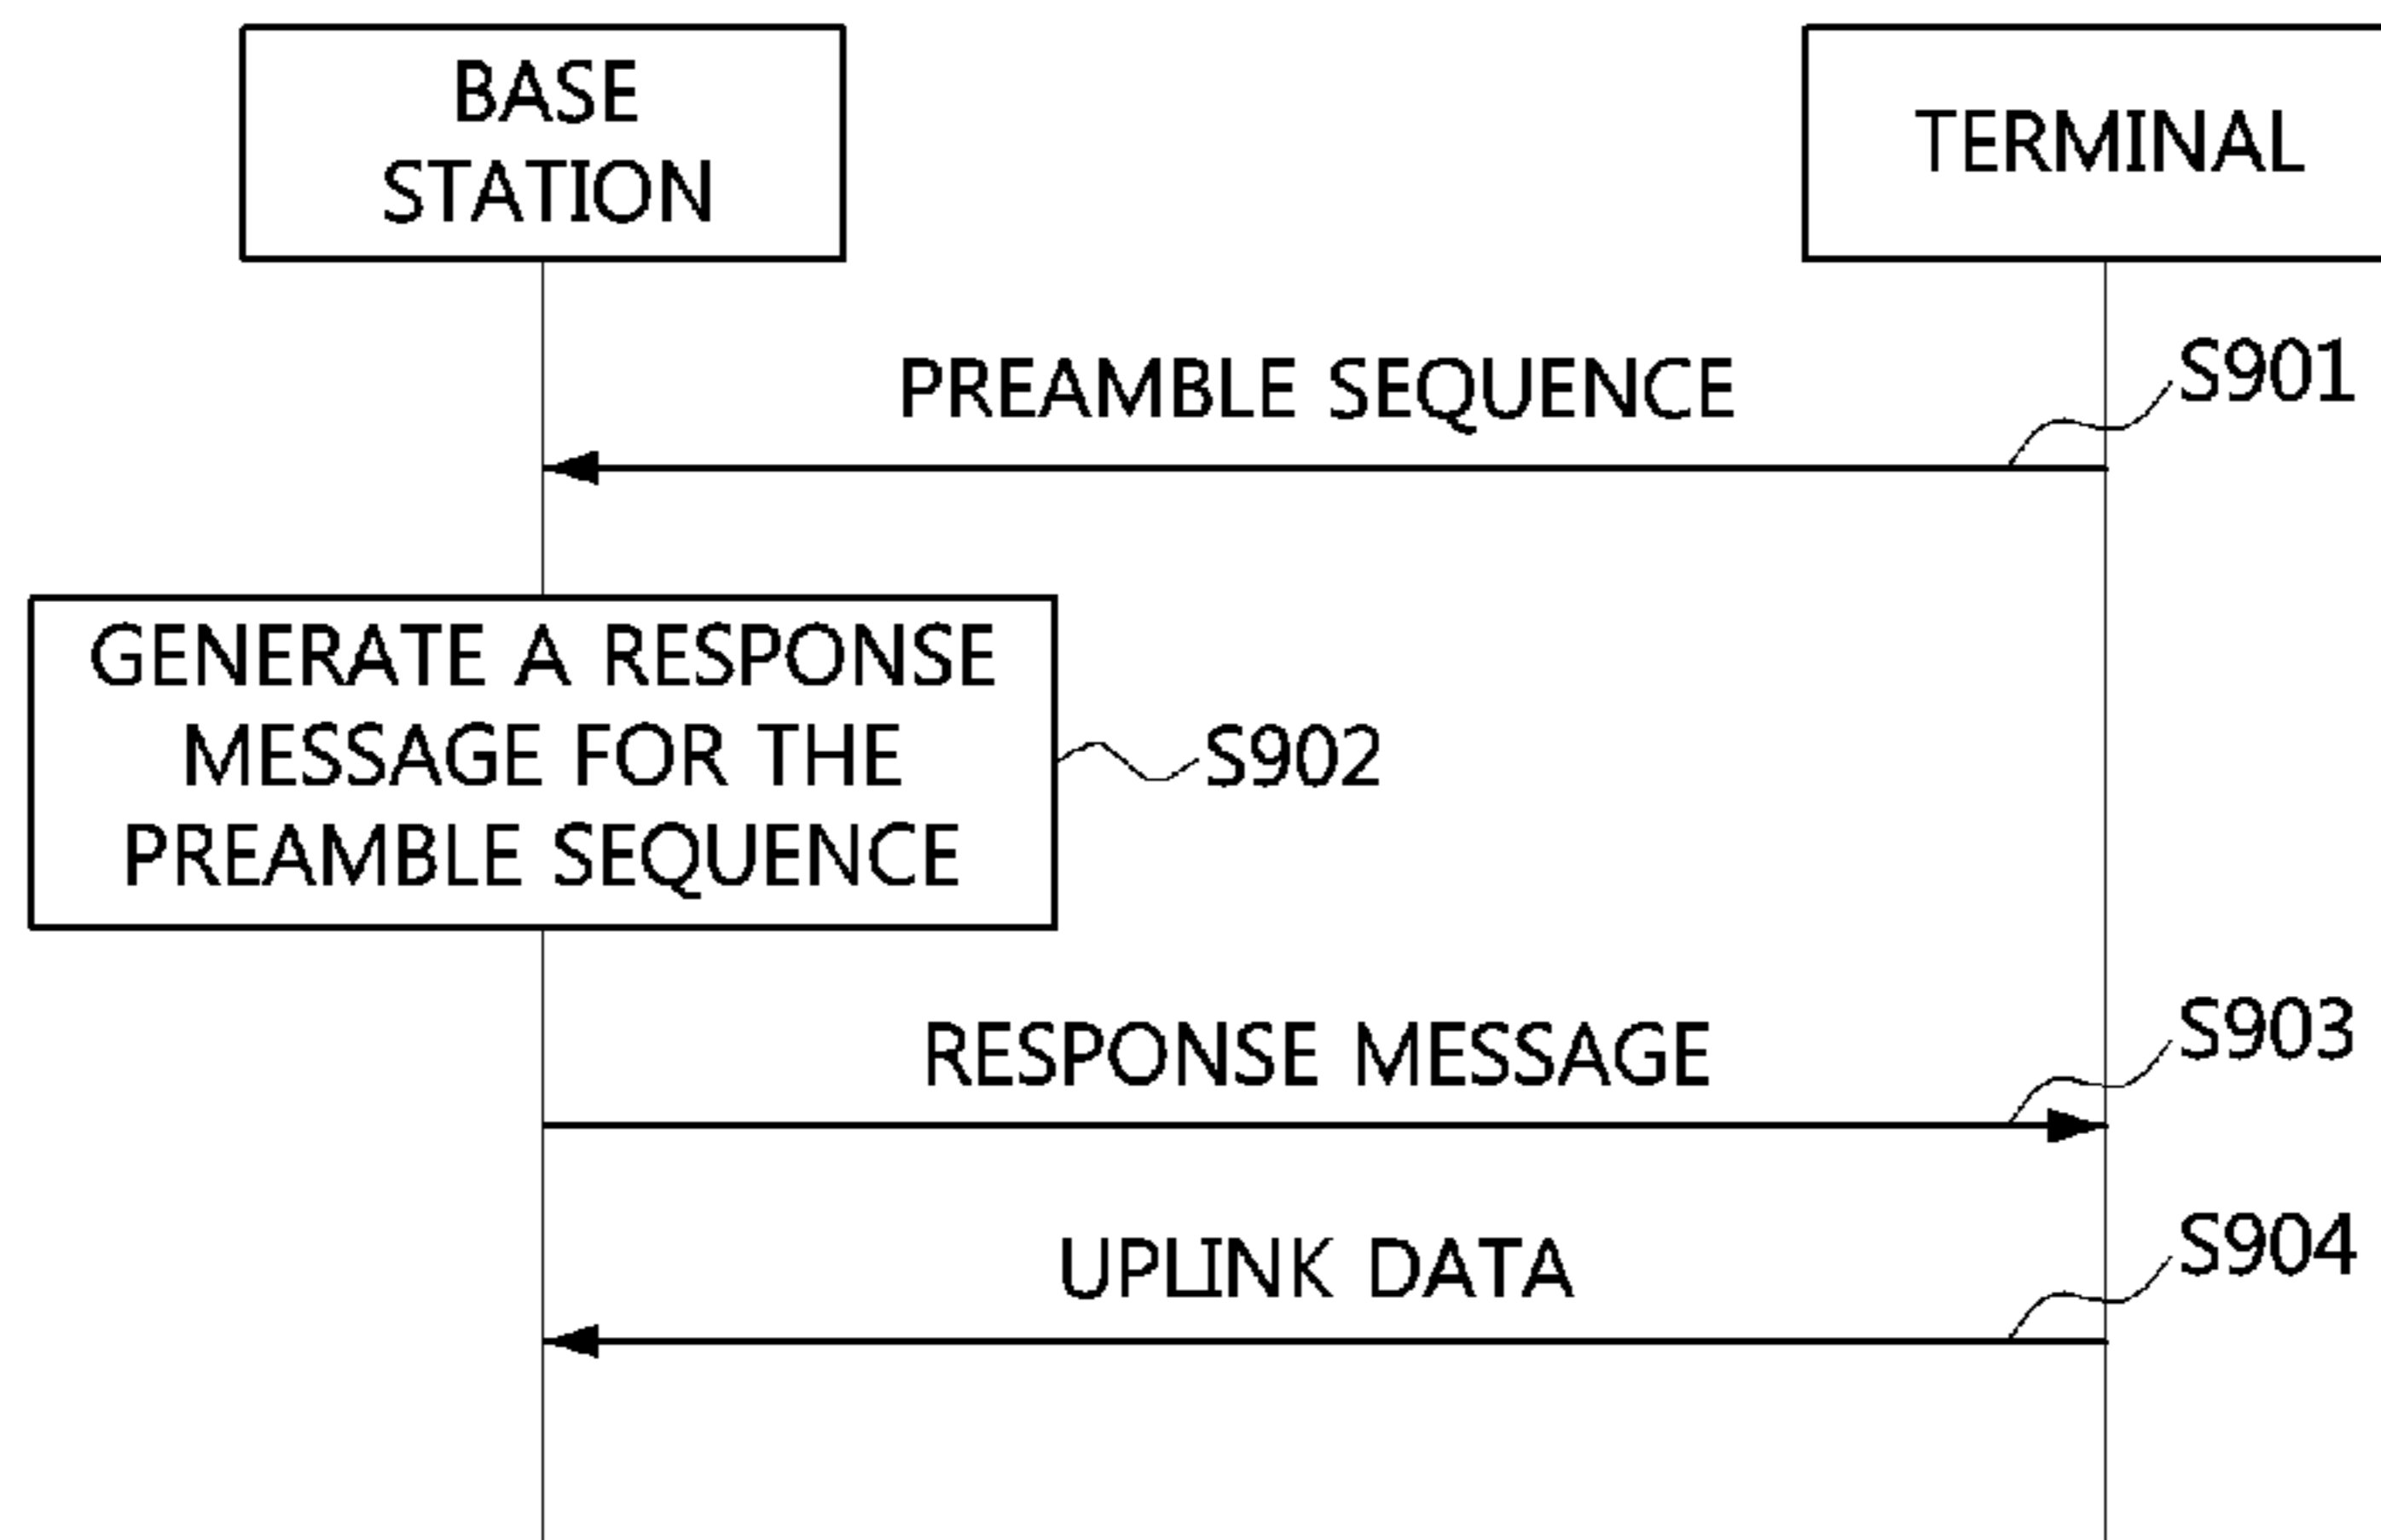 BASE
STATION
TERMINAL
PREAMBLE SEQUENCE
S901
GENERATE A RESPONSE
MESSAGE FOR THE
PREAMBLE SEQUENCE
S902
RESPONSE MESSAGE
S903
UPLINK DATA
S904